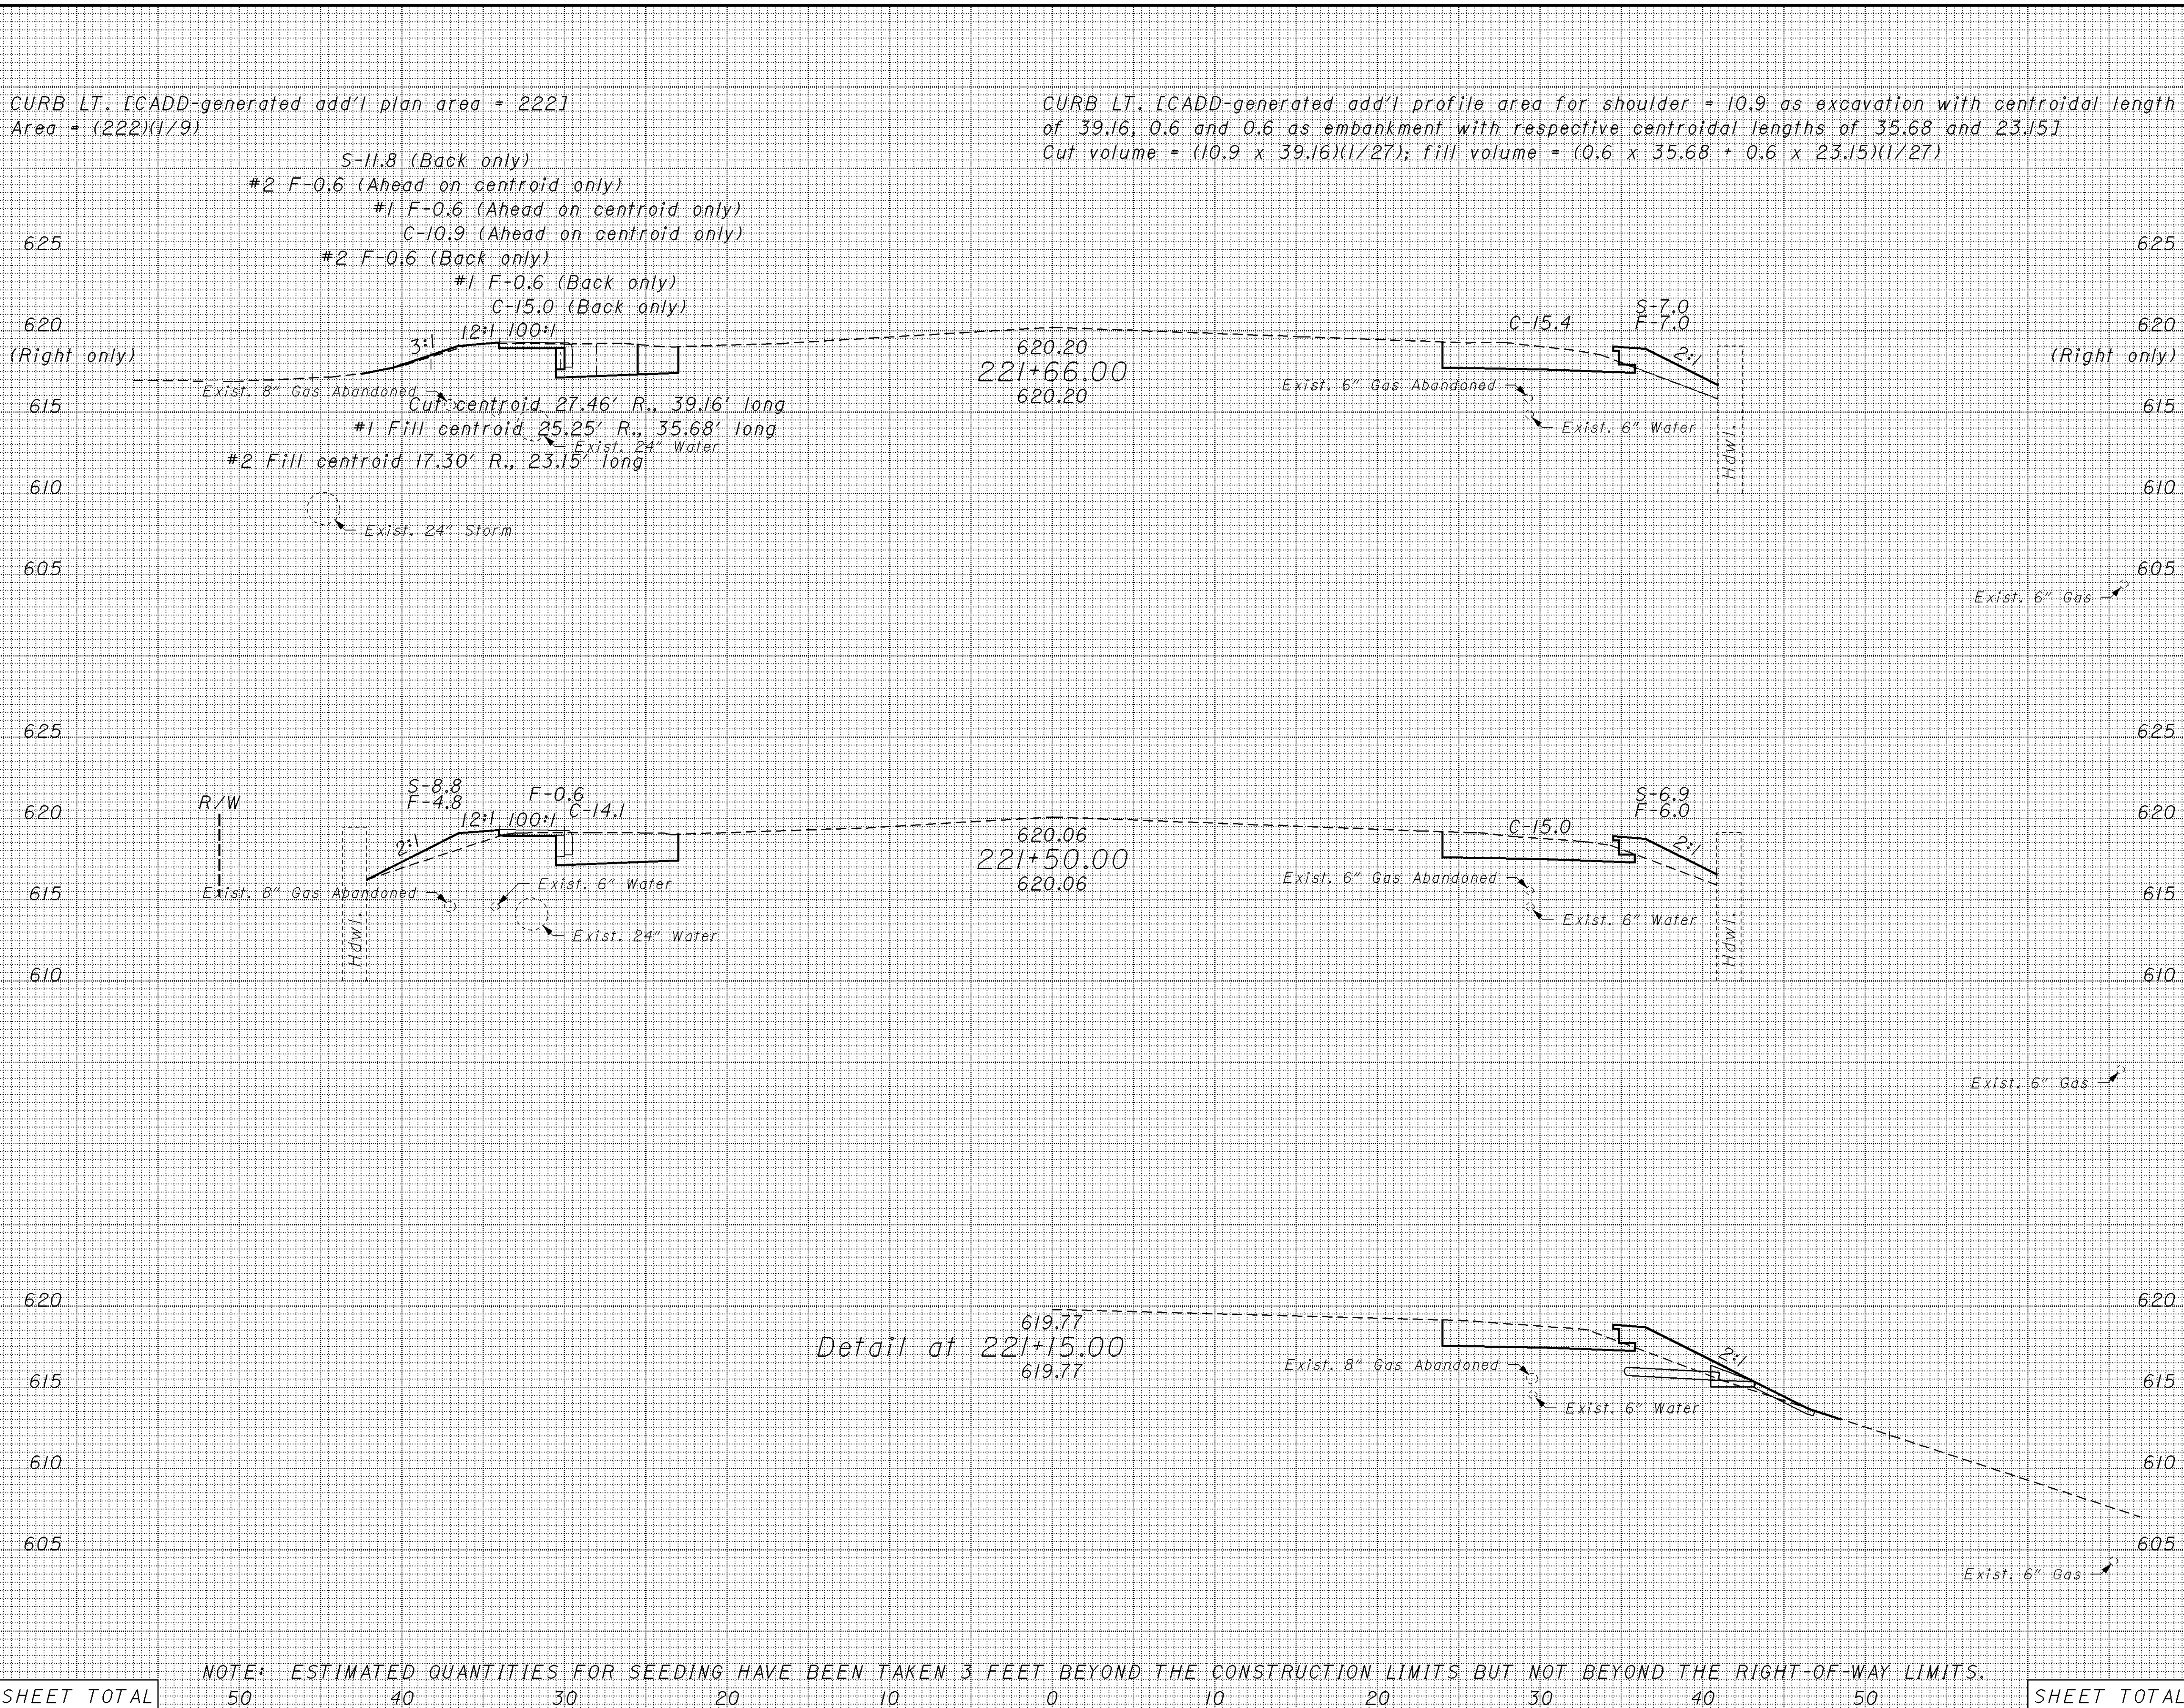 CURB LT. [CADD-generated add'l plan area = 222]
Area = (222)(1/9)
CURB LT. [CADD-generated add'l profile area for shoulder = 10.9 as excavation with centroidal length
of 39.16, 0.6 and 0.6 as embankment with respective centroidal lengths of 35.68 and 23.15]
Cut volume = (10.9 x 39.16)(1/27); fill volume = (0.6 x 35.68 + 0.6 x 23.15)(1/27)
S-11.8 (Back only)
#2 F-0.6 (Ahead on centroid only)
#1 F-0.6 (Ahead on centroid only)
C-10.9 (Ahead on centroid only)
625
625
#2 F-0.6 (Back only)
#1 F-0.6 (Back only)
C-15.0 (Back only)
S-7.0
620
12:1 100:1
C-15.4
F-7.0
620
(Right only)
3:1
620.20
2:1
(Right only)
221+66.00
Exist. 8" Gas Abandoned
620.20
Exist. 6" Gas Abandoned
615
Cut centroid 27.46' R., 39.16' long
615
#1 Fill centroid 25.25' R., 35.68' long
Exist. 6" Water
Exist. 24" Water
Hdwl.
#2 Fill centroid 17.30' R., 23.15' long
610
610
Exist. 24" Storm
605
605
Exist. 6" Gas
625
625
S-8.8
F-0.6
S-6.9
R/W
F-4.8
C-14.1
F-6.0
620
12:1 100:1
C-15.0
620
2:1
620.06
2:1
221+50.00
620.06
Exist. 6" Gas Abandoned
615
Exist. 8" Gas Abandoned
Exist. 6" Water
615
Exist. 6" Water
Exist. 24" Water
Hdwl.
Hdwl.
610
610
Exist. 6" Gas
620
620
619.77
Detail at 221+15.00
2:1
619.77
Exist. 8" Gas Abandoned
615
615
Exist. 6" Water
610
610
605
605
Exist. 6" Gas
NOTE: ESTIMATED QUANTITIES FOR SEEDING HAVE BEEN TAKEN 3 FEET BEYOND THE CONSTRUCTION LIMITS BUT NOT BEYOND THE RIGHT-OF-WAY LIMITS.
SHEET TOTAL 50 40 30 20 10 0 10 20 30 40 50 SHEET TOTAL